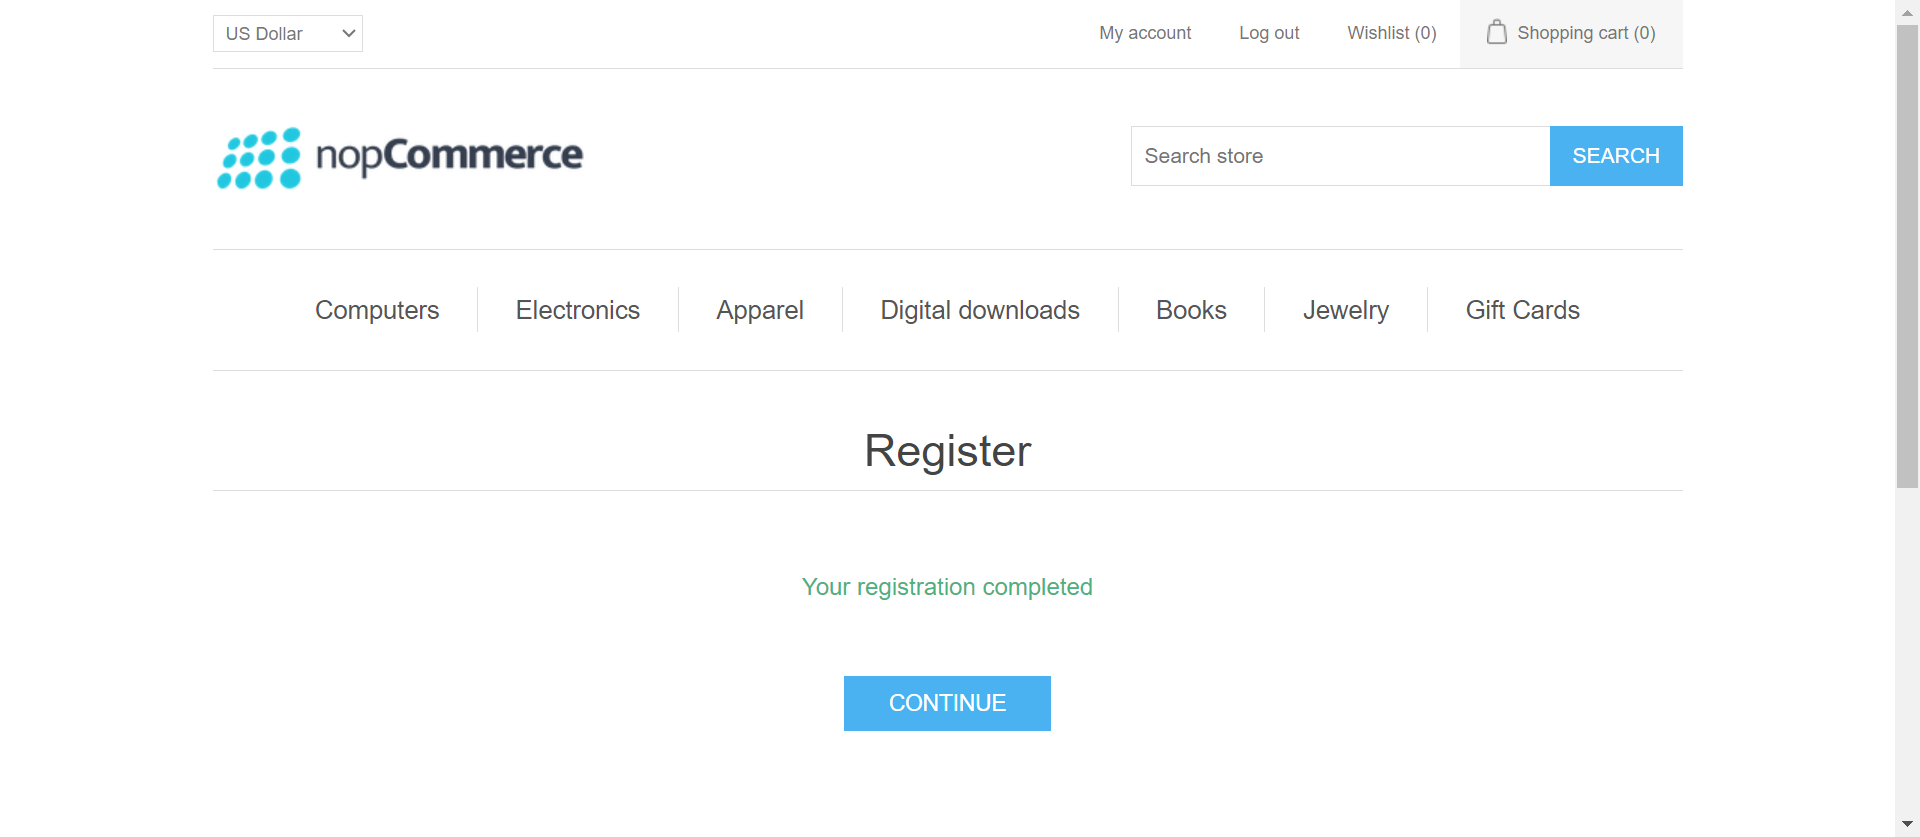 US Dollar My account Log out Wishlist (0) Shopping cart (0)
nopCommerce Search store SEARCH
Computers Electronics Apparel Digital downloads Books Jewelry Gift Cards
Register
Your registration completed
CONTINUE